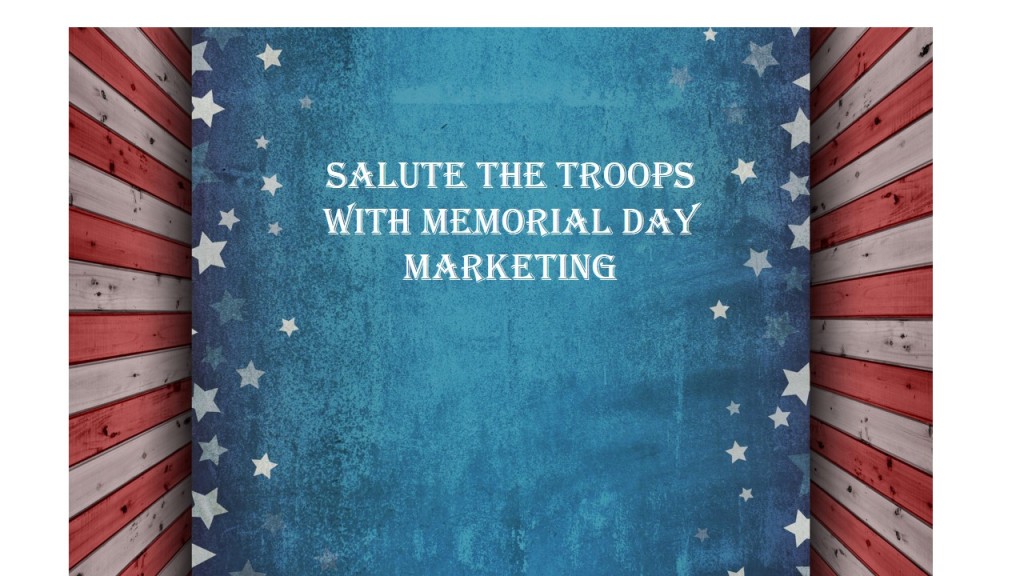 SALUTE THE TROOPS
WITH MEMORIAL DAY
MARKETING